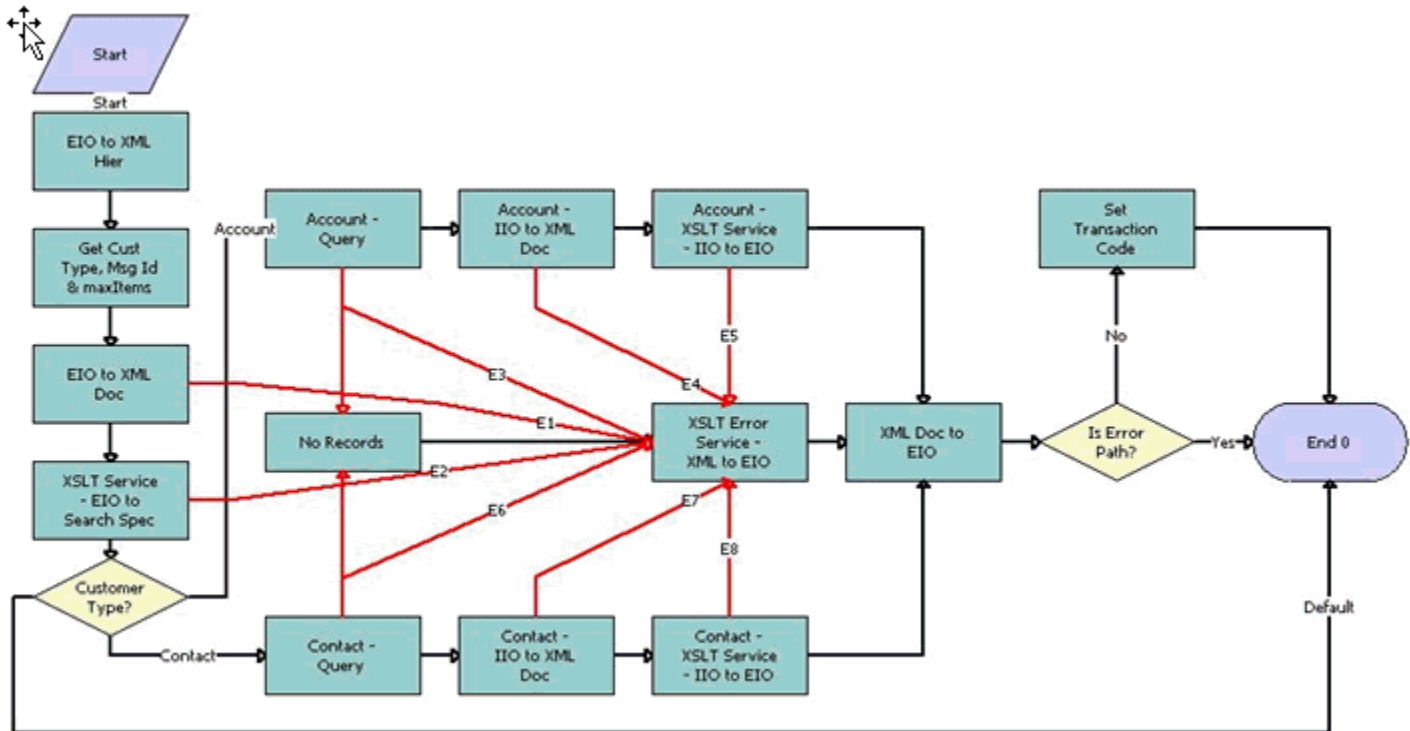 Start
Start
EIO to XML
Hier
Get Cust
Type, Msg Id
& maxItems
EIO to XML
Doc
XSLT Service
- EIO to
Search Spec
Customer
Type?
Account
Contact
Account -
Query
Account -
IIO to XML
Doc
Account -
XSLT Service
- IIO to EIO
E3
E4
E5
E1
No Records
E2
E6
E7
E8
XSLT Error
Service -
XML to EIO
Contact -
Query
Contact -
IIO to XML
Doc
Contact -
XSLT Service
- IIO to EIO
XML Doc to
EIO
Set
Transaction
Code
No
Is Error
Path?
Yes
End 0
Default